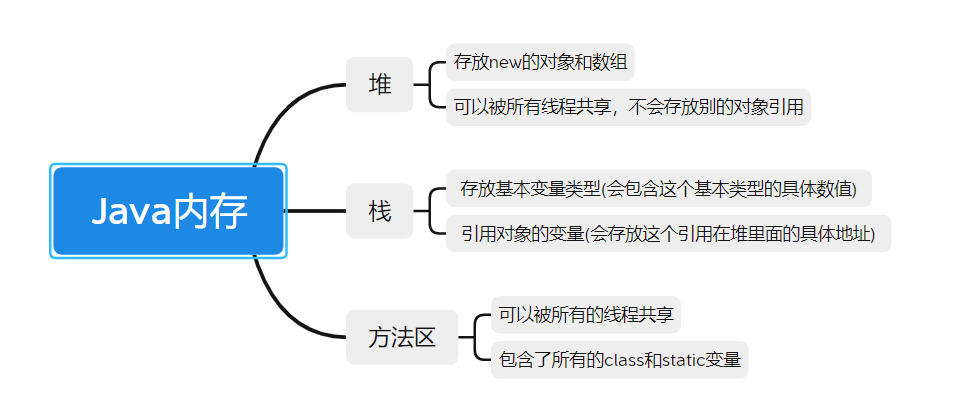 Java内存
堆
存放new的对象和数组
可以被所有线程共享，不会存放别的对象引用
栈
存放基本变量类型(会包含这个基本类型的具体数值)
引用对象的变量(会存放这个引用在堆里面的具体地址)
方法区
可以被所有的线程共享
包含了所有的class和static变量